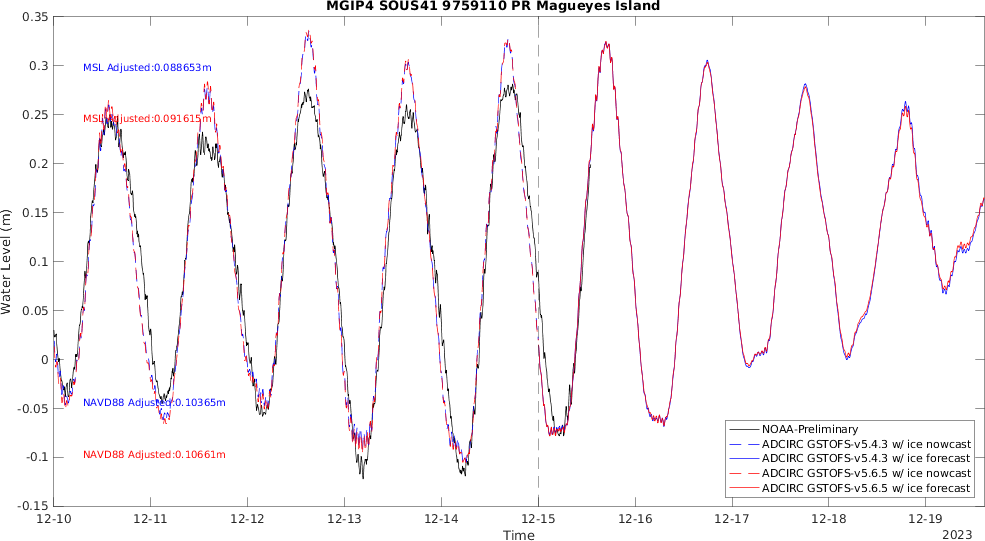 MGIP4 SOUS41 9759110 PR Magueyes Island
0.35
0.3
0.25
0.2
0.15
0.1
0.05
0
-0.05
-0.1
-0.15
Water Level (m)
MSL Adjusted:0.088653m
MSL Adjusted:0.091615m
NAVD88 Adjusted:0.10365m
NAVD88 Adjusted:0.10661m
NOAA-Preliminary
ADCIRC GSTOFS-v5.4.3 w/ ice nowcast
ADCIRC GSTOFS-v5.4.3 w/ ice forecast
ADCIRC GSTOFS-v5.6.5 w/ ice nowcast
ADCIRC GSTOFS-v5.6.5 w/ ice forecast
12-10 12-11 12-12 12-13 12-14 12-15 12-16 12-17 12-18 12-19
Time
2023